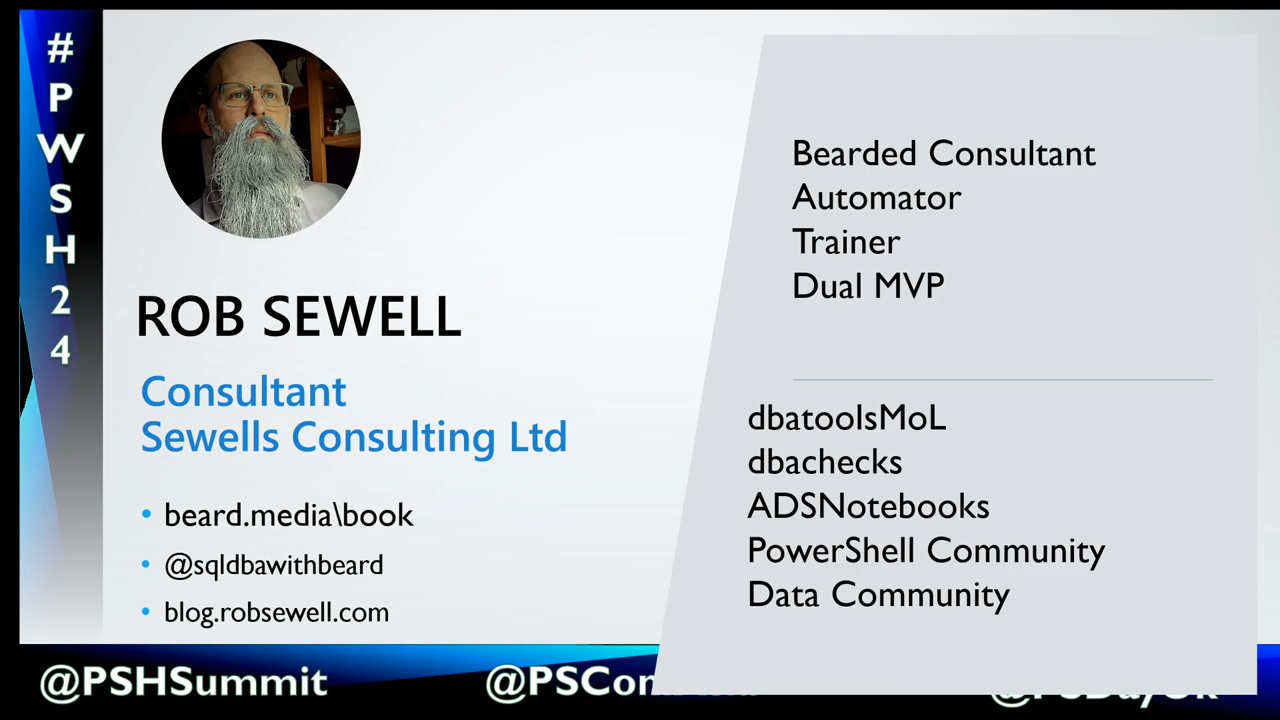 #
P
W
S
H
2
4
ROB SEWELL
Consultant
Sewells Consulting Ltd
beard.media\book
@sqldbawithbeard
blog.robsewell.com
Bearded Consultant
Automator
Trainer
Dual MVP
dbatoolsMoL
dbachecks
ADSNotebooks
PowerShell Community
Data Community
@PSHSummit